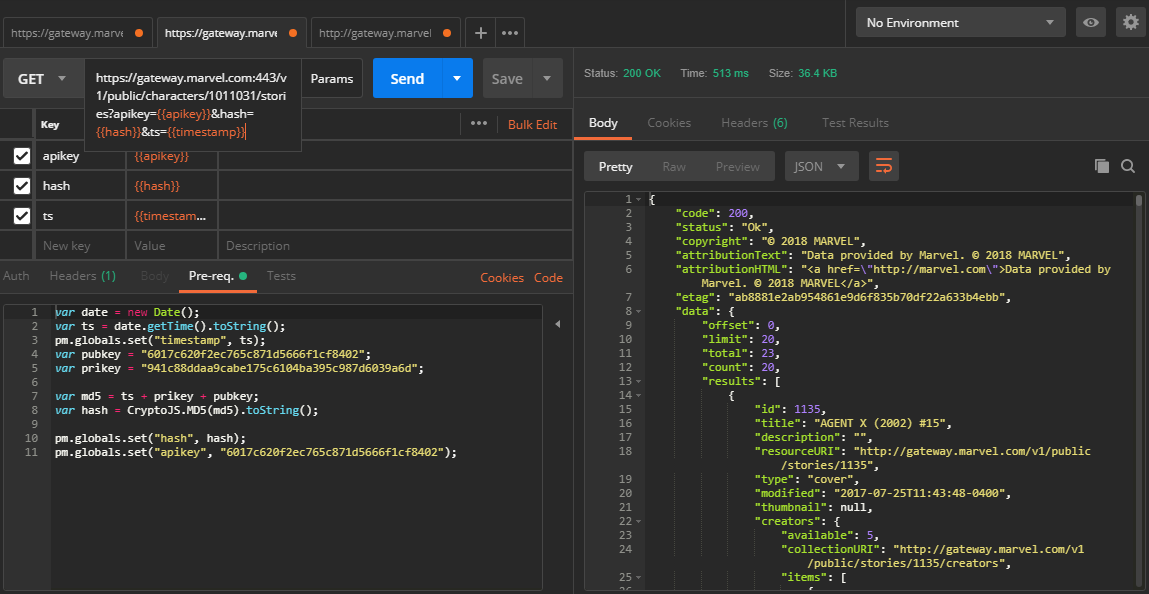 https://gateway.marve
https://gateway.marve
http://gateway.marvel
No Environment
GET
https://gateway.marvel.com:443/v
1/public/characters/1011031/stori
es?apikey={{apikey}}&hash=
{{hash}}&ts={{timestamp}}
Params
Send
Save
Status: 200 OK Time: 513 ms Size: 36.4 KB
Key
Bulk Edit
apikey {{apikey}}
hash {{hash}}
ts {{timestam...
New key Value Description
Auth Headers (1) Body Pre-req. Tests Cookies Code
1 var date = new Date();
2 var ts = date.getTime().toString();
3 pm.globals.set("timestamp", ts);
4 var pubkey = "6017c620f2ec765c871d5666f1cf8402";
5 var prikey = "941c88ddaa9cabe175c6104ba395c987d6039a6d";
6
7 var md5 = ts + prikey + pubkey;
8 var hash = CryptoJS.MD5(md5).toString();
9
10 pm.globals.set("hash", hash);
11 pm.globals.set("apikey", "6017c620f2ec765c871d5666f1cf8402");
Body Cookies Headers (6) Test Results
Pretty Raw Preview JSON
1 {
2 "code": 200,
3 "status": "Ok",
4 "copyright": "© 2018 MARVEL",
5 "attributionText": "Data provided by Marvel. © 2018 MARVEL",
6 "attributionHTML": "<a href=\"http://marvel.com\">Data provided by
Marvel. © 2018 MARVEL</a>",
7 "etag": "ab8881e2ab954861e9d6f835b70df22a633b4ebb",
8 "data": {
9 "offset": 0,
10 "limit": 20,
11 "total": 23,
12 "count": 20,
13 "results": [
14 {
15 "id": 1135,
16 "title": "AGENT X (2002) #15",
17 "description": "",
18 "resourceURI": "http://gateway.marvel.com/v1/public
/stories/1135",
19 "type": "cover",
20 "modified": "2017-07-25T11:43:48-0400",
21 "thumbnail": null,
22 "creators": {
23 "available": 5,
24 "collectionURI": "http://gateway.marvel.com/v1
/public/stories/1135/creators",
25 "items": [